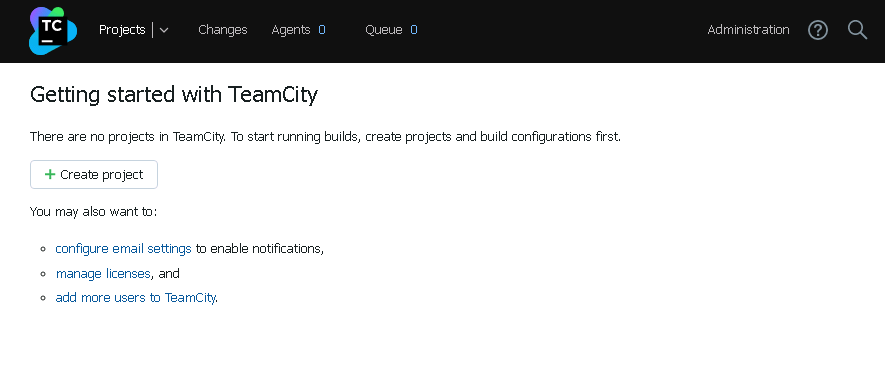 TC Projects Changes Agents 0 Queue 0 Administration ?
Getting started with TeamCity
There are no projects in TeamCity. To start running builds, create projects and build configurations first.
+ Create project
You may also want to:
configure email settings to enable notifications,
manage licenses, and
add more users to TeamCity.